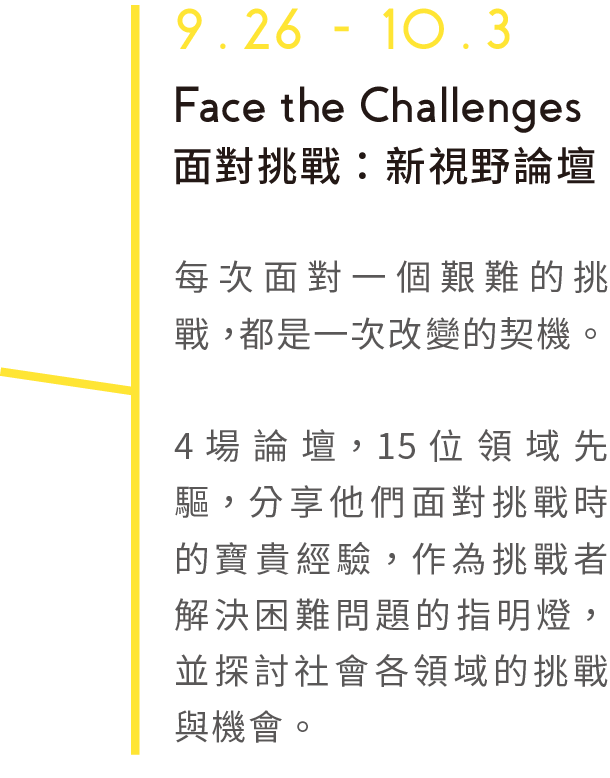 9.26 - 10.3
Face the Challenges
面對挑戰：新視野論壇
每次面對一個艱難的挑
戰，都是一次改變的契機。
4場論壇，15位領域先
驅，分享他們面對挑戰時
的寶貴經驗，作為挑戰者
解決困難問題的指明燈，
並探討社會各領域的挑戰
與機會。